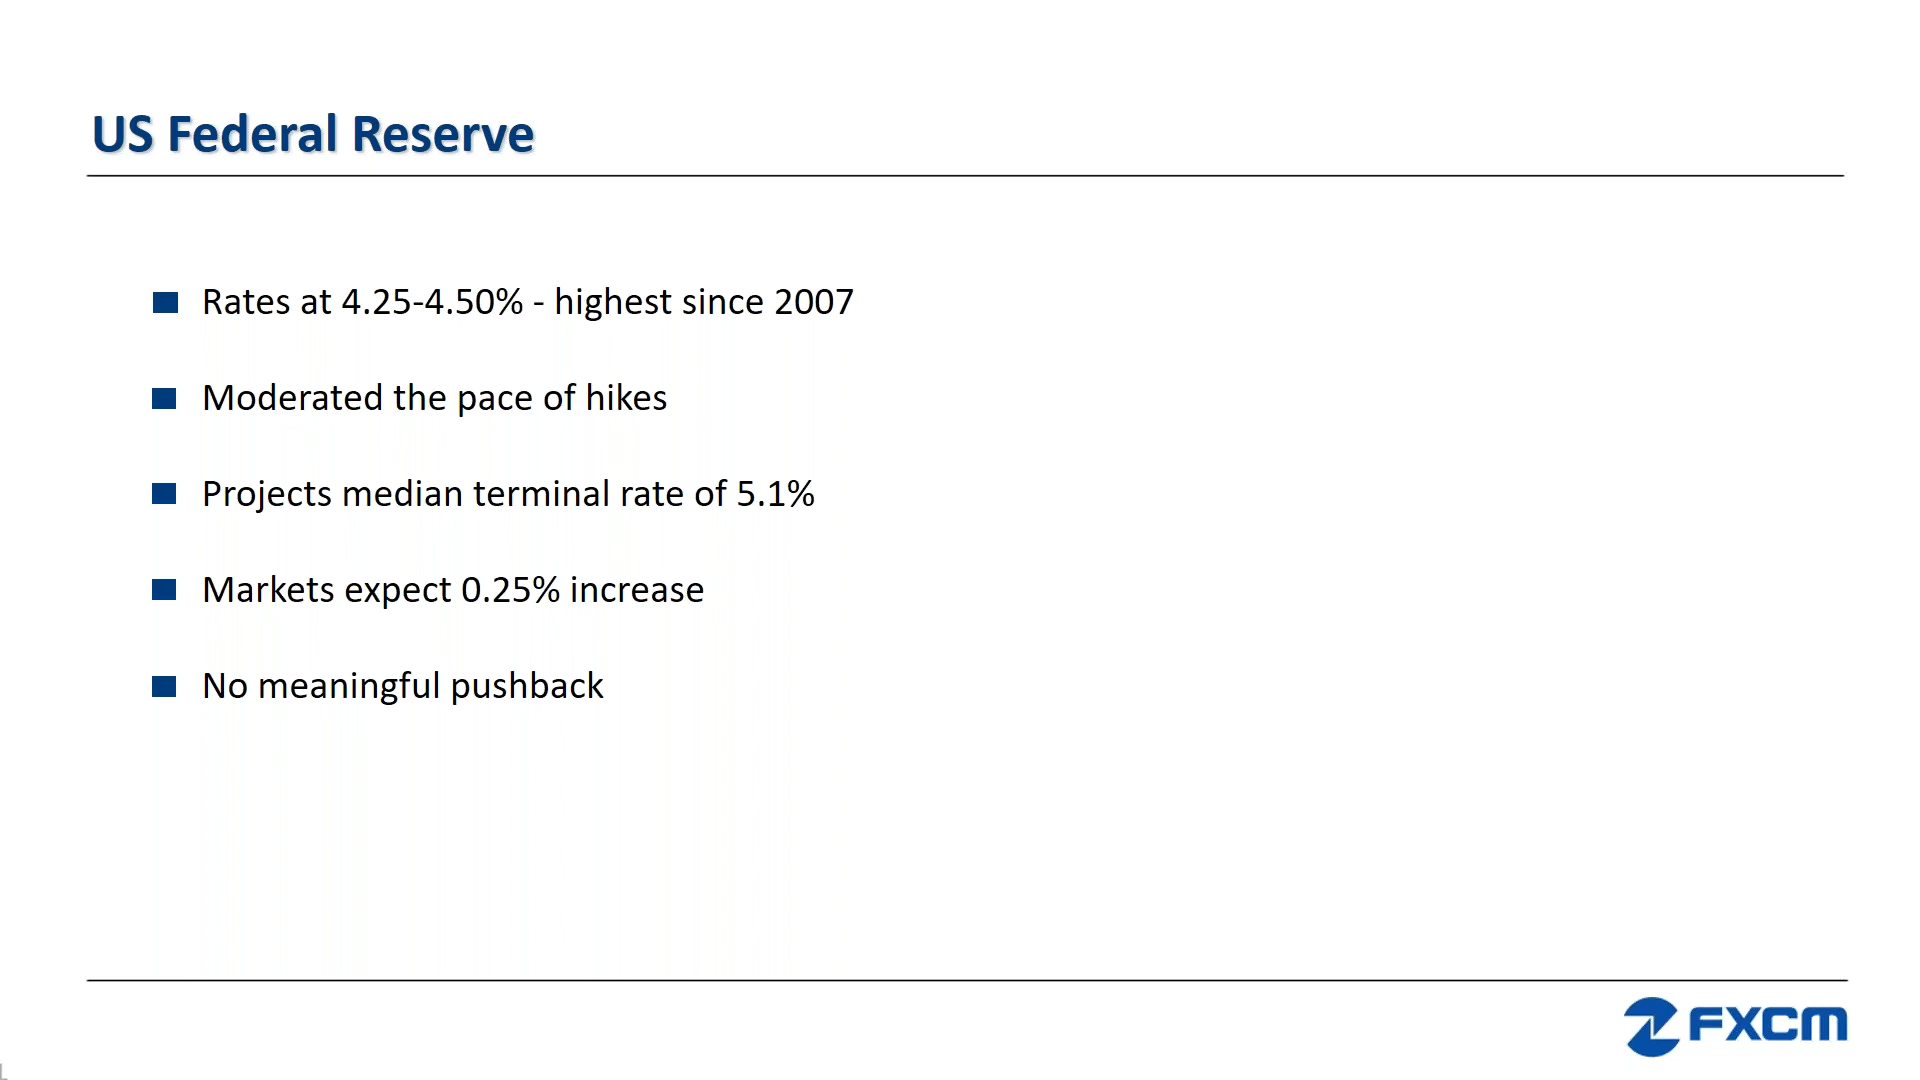 US Federal Reserve
Rates at 4.25-4.50% - highest since 2007
Moderated the pace of hikes
Projects median terminal rate of 5.1%
Markets expect 0.25% increase
No meaningful pushback
FXCM